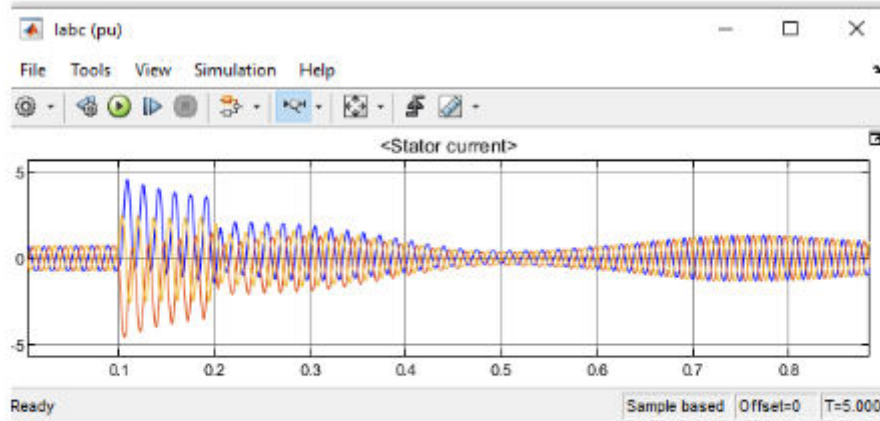 Iabc (pu)
File Tools View Simulation Help
<Stator current>
5
0
-5
0.1 0.2 0.3 0.4 0.5 0.6 0.7 0.8
Ready Sample based Offset=0 T=5.000